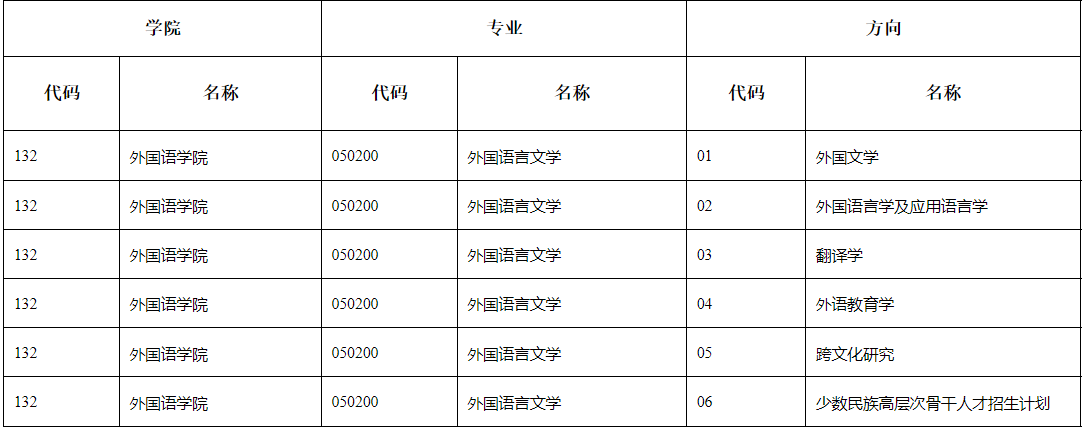 学院 专业 方向
代码 名称 代码 名称 代码 名称
132 外国语学院 050200 外国语言文学 01 外国文学
132 外国语学院 050200 外国语言文学 02 外国语言学及应用语言学
132 外国语学院 050200 外国语言文学 03 翻译学
132 外国语学院 050200 外国语言文学 04 外语教育学
132 外国语学院 050200 外国语言文学 05 跨文化研究
132 外国语学院 050200 外国语言文学 06 少数民族高层次骨干人才招生计划